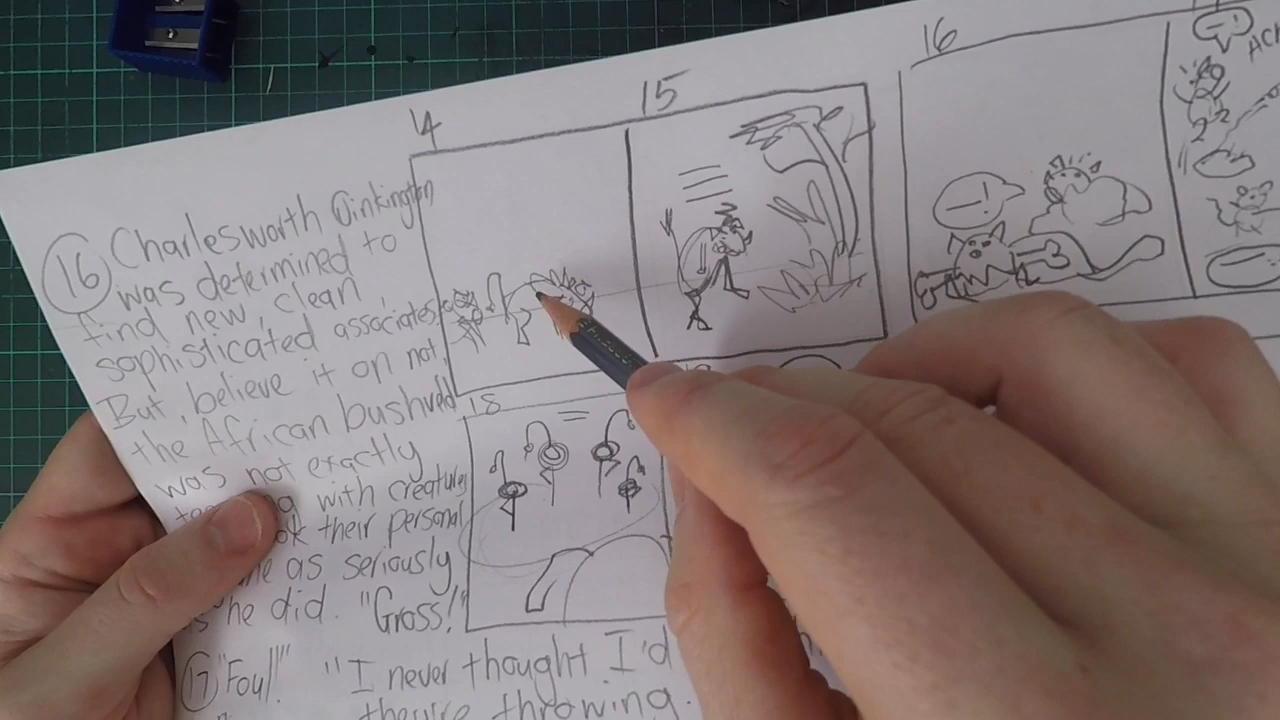 14
15
16
16 Charlesworth Oinkington
was determined to
find new, clean,
sophisticated associates.
But, believe it or not,
the African bushveld
was not exactly
with creatures
their personal
as seriously
he did. "Gross!"
18
!
17 "Foul!" "I never thought I'd
they're throwing.